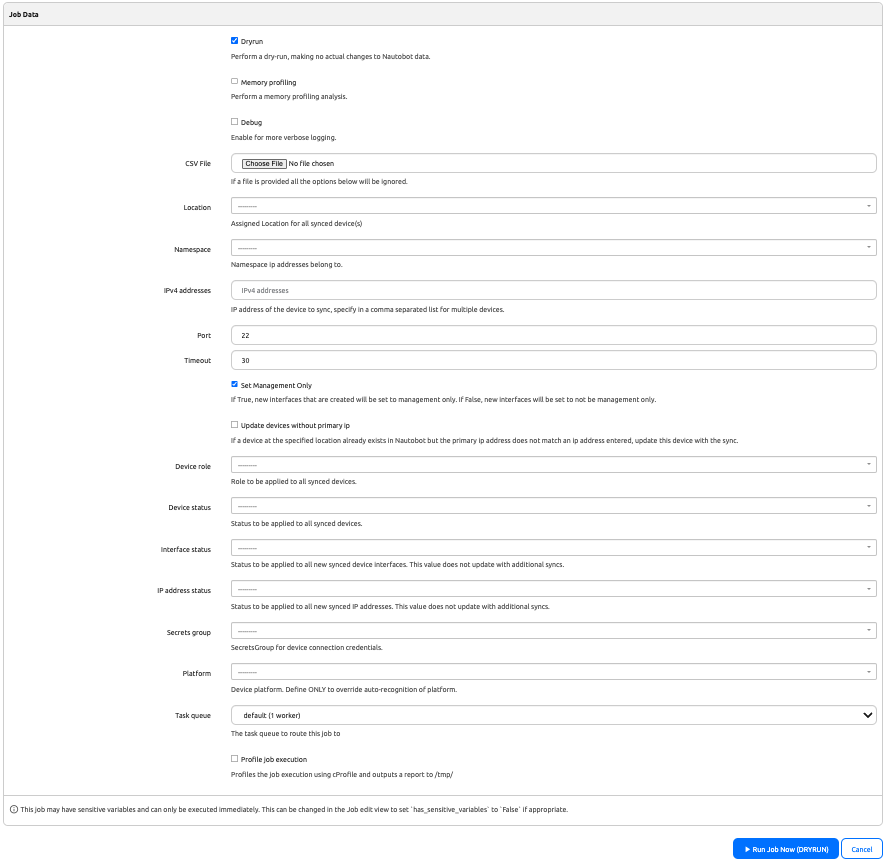 Job Data
Dryrun
Perform a dry-run, making no actual changes to Nautobot data.
Memory profiling
Perform a memory profiling analysis.
Debug
Enable for more verbose logging.
CSV File
Choose File No file chosen
If a file is provided all the options below will be ignored.
Location
---------
Assigned Location for all synced device(s)
Namespace
---------
Namespace ip addresses belong to.
IPv4 addresses
IPv4 addresses
IP address of the device to sync, specify in a comma separated list for multiple devices.
Port
22
Timeout
30
Set Management Only
If True, new interfaces that are created will be set to management only. If False, new interfaces will be set to not be management only.
Update devices without primary ip
If a device at the specified location already exists in Nautobot but the primary ip address does not match an ip address entered, update this device with the sync.
Device role
---------
Role to be applied to all synced devices.
Device status
---------
Status to be applied to all synced devices.
Interface status
---------
Status to be applied to all new synced device interfaces. This value does not update with additional syncs.
IP address status
---------
Status to be applied to all new synced IP addresses. This value does not update with additional syncs.
Secrets group
---------
SecretsGroup for device connection credentials.
Platform
---------
Device platform. Define ONLY to override auto-recognition of platform.
Task queue
default (1 worker)
The task queue to route this job to
Profile job execution
Profiles the job execution using cProfile and outputs a report to /tmp/
This job may have sensitive variables and can only be executed immediately. This can be changed in the Job edit view to set `has_sensitive_variables` to `False` if appropriate.
Run Job Now (DRYRUN)
Cancel